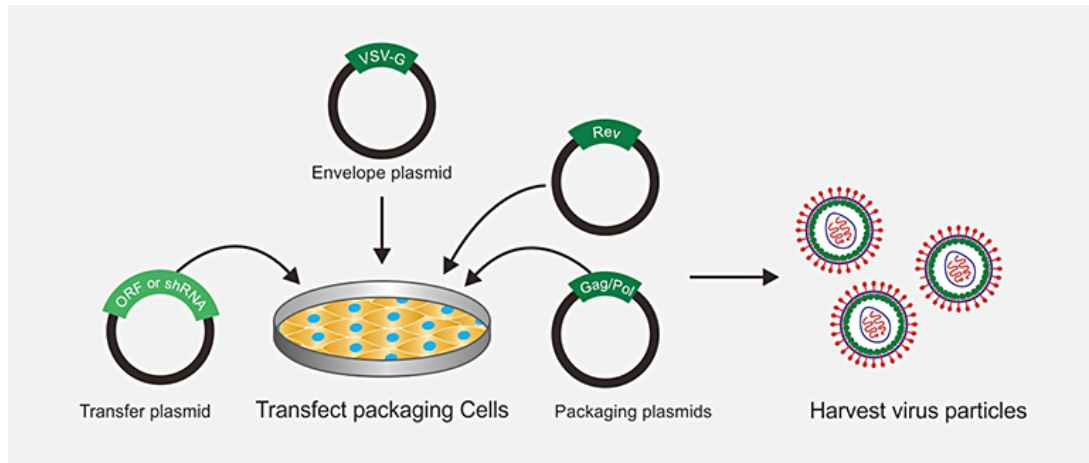 VSV-G
Envelope plasmid
Rev
ORF or shRNA
Gag/Pol
Transfer plasmid
Transfect packaging Cells
Packaging plasmids
Harvest virus particles